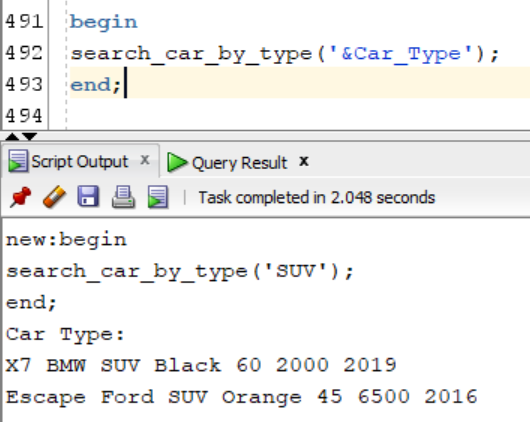 491 begin
492 search_car_by_type('&Car_Type');
493 end;
494
Script Output x Query Result x
Task completed in 2.048 seconds
new:begin
search_car_by_type('SUV');
end;
Car Type:
X7 BMW SUV Black 60 2000 2019
Escape Ford SUV Orange 45 6500 2016